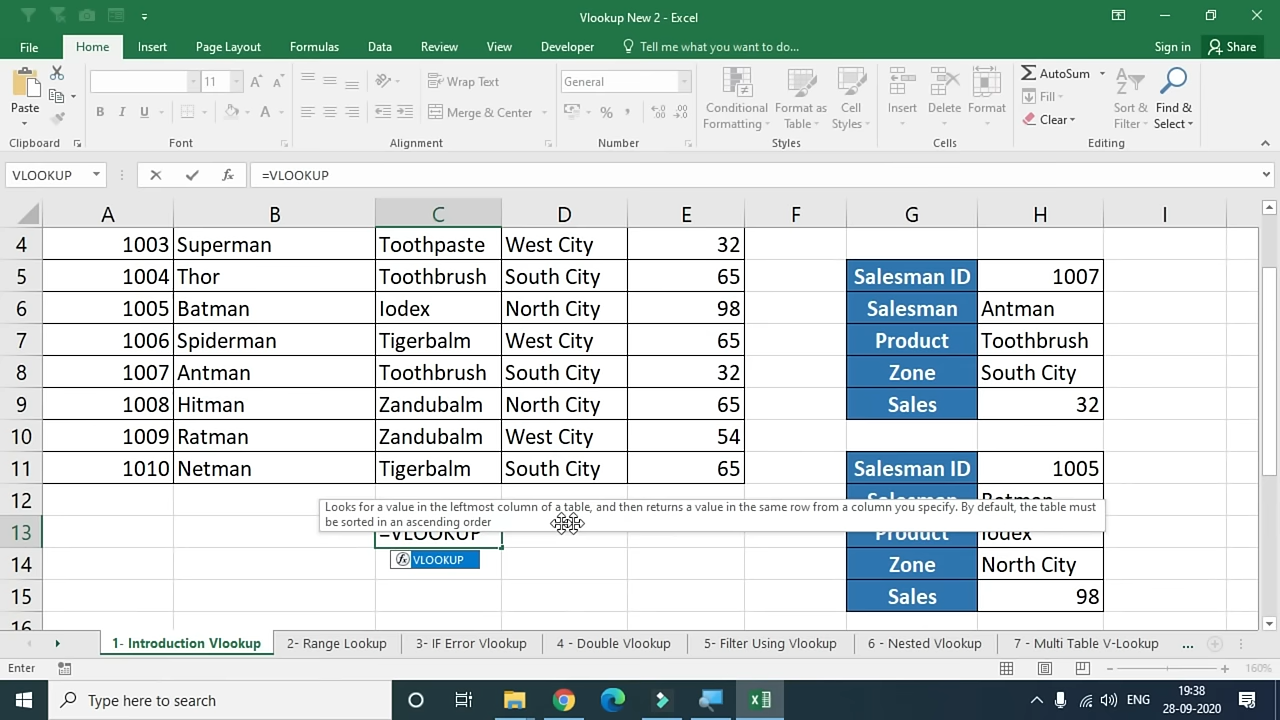 Vlookup New 2 - Excel
File Home Insert Page Layout Formulas Data Review View Developer Tell me what you want to do... Sign in Share
Paste
11
B I U
A A
Wrap Text
Merge & Center
General
% ,
Conditional Formatting
Format as Table
Cell Styles
Insert Delete Format
AutoSum
Fill
Clear
Sort & Filter
Find & Select
Clipboard Font Alignment Number Styles Cells Editing
VLOOKUP fx =VLOOKUP
A B C D E F G H I
4 1003 Superman Toothpaste West City 32
5 1004 Thor Toothbrush South City 65 Salesman ID 1007
6 1005 Batman Iodex North City 98 Salesman Antman
7 1006 Spiderman Tigerbalm West City 65 Product Toothbrush
8 1007 Antman Toothbrush South City 32 Zone South City
9 1008 Hitman Zandubalm North City 65 Sales 32
10 1009 Ratman Zandubalm West City 54
11 1010 Netman Tigerbalm South City 65 Salesman ID 1005
12 Salesman Batman
Looks for a value in the leftmost column of a table, and then returns a value in the same row from a column you specify. By default, the table must
be sorted in an ascending order
13 =VLOOKUP Product Iodex
14 VLOOKUP Zone North City
15 Sales 98
16
1- Introduction Vlookup 2- Range Lookup 3- IF Error Vlookup 4 - Double Vlookup 5- Filter Using Vlookup 6 - Nested Vlookup 7 - Multi Table V-Lookup ...
Enter 160%
Type here to search ENG 19:38
28-09-2020